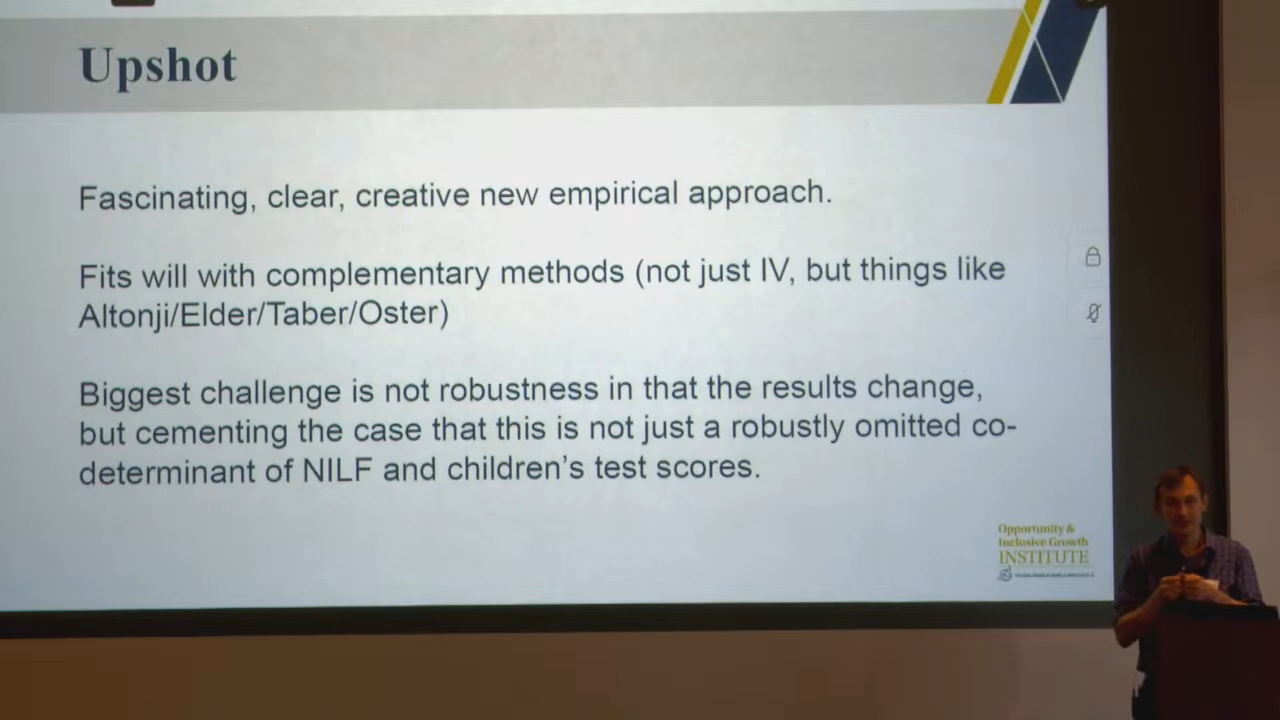 Upshot
Fascinating, clear, creative new empirical approach.
Fits will with complementary methods (not just IV, but things like
Altonji/Elder/Taber/Oster)
Biggest challenge is not robustness in that the results change,
but cementing the case that this is not just a robustly omitted co-
determinant of NILF and children's test scores.
Opportunity &
Inclusive Growth
INSTITUTE